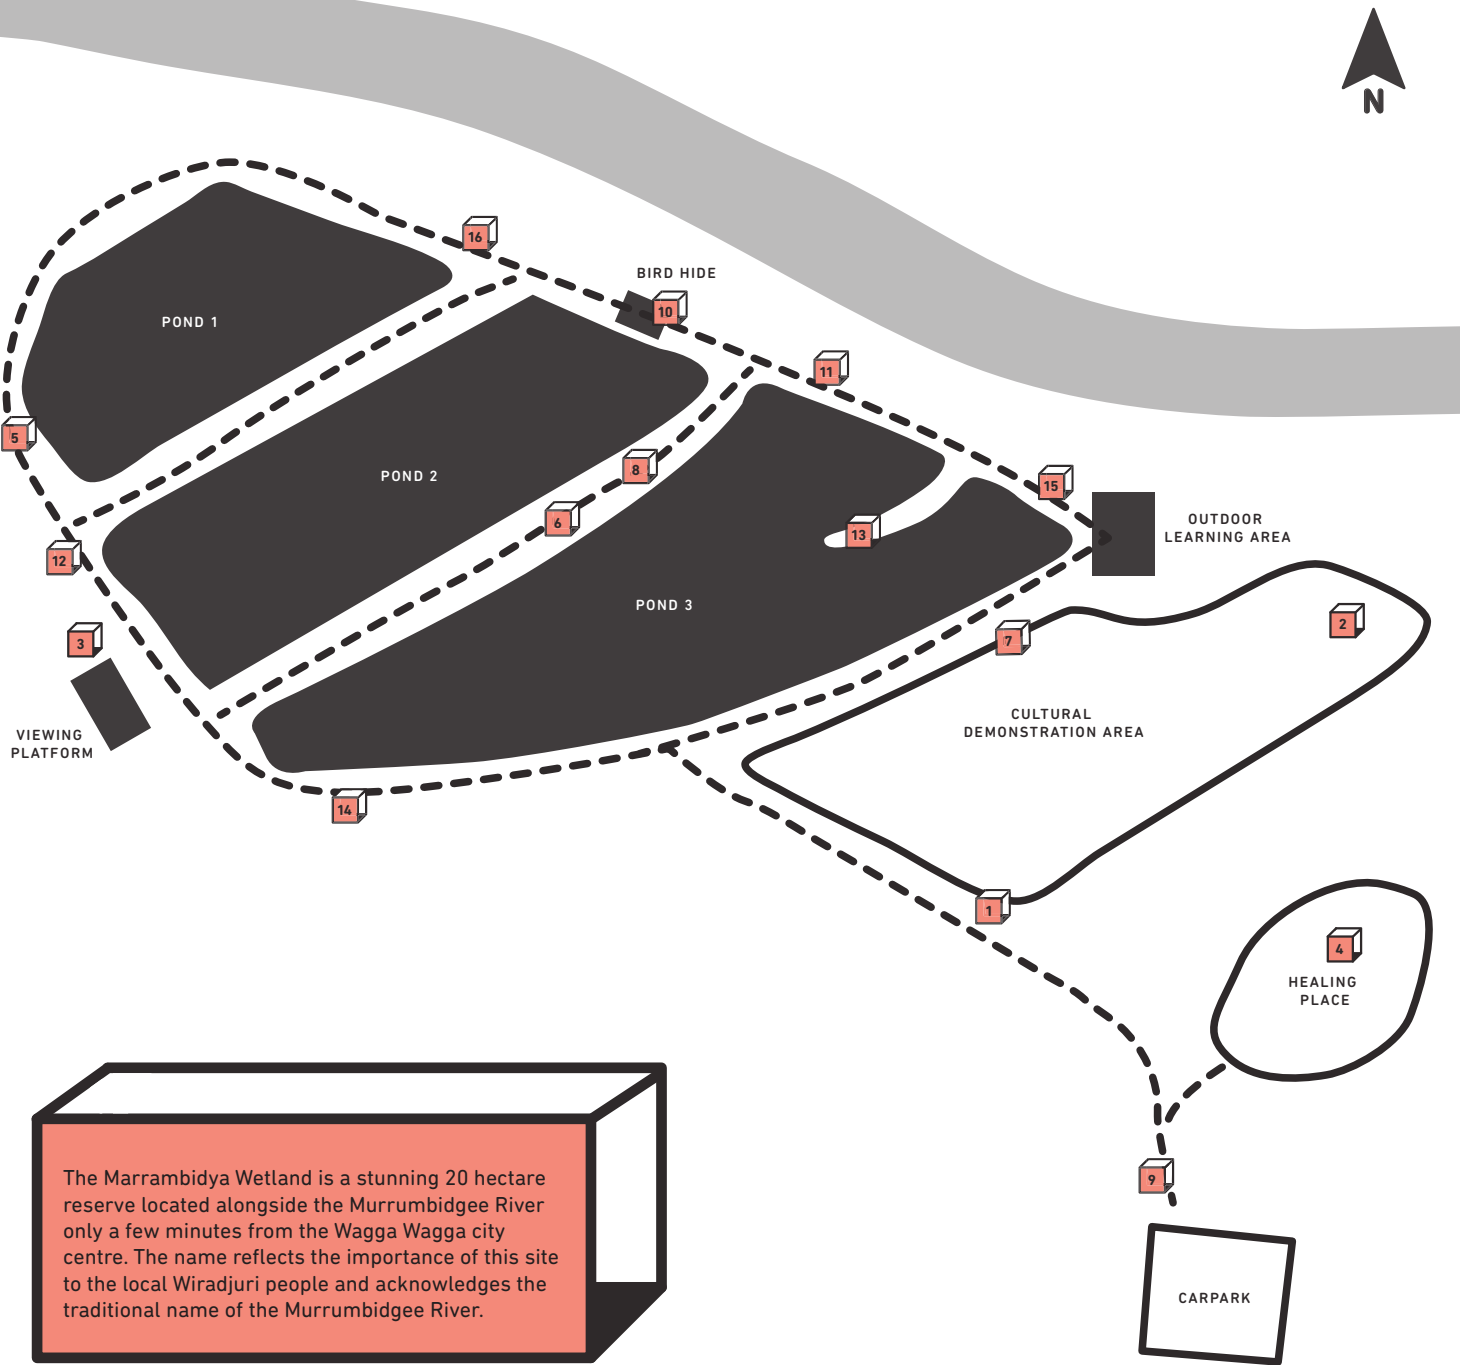 N
16
BIRD HIDE
10
POND 1
11
5
POND 2
8
15
6
13
OUTDOOR
LEARNING AREA
12
POND 3
3
7
2
CULTURAL
DEMONSTRATION AREA
VIEWING
PLATFORM
14
1
4
HEALING
PLACE
9
The Marrambidya Wetland is a stunning 20 hectare
reserve located alongside the Murrumbidgee River
only a few minutes from the Wagga Wagga city
centre. The name reflects the importance of this site
to the local Wiradjuri people and acknowledges the
traditional name of the Murrumbidgee River.
CARPARK